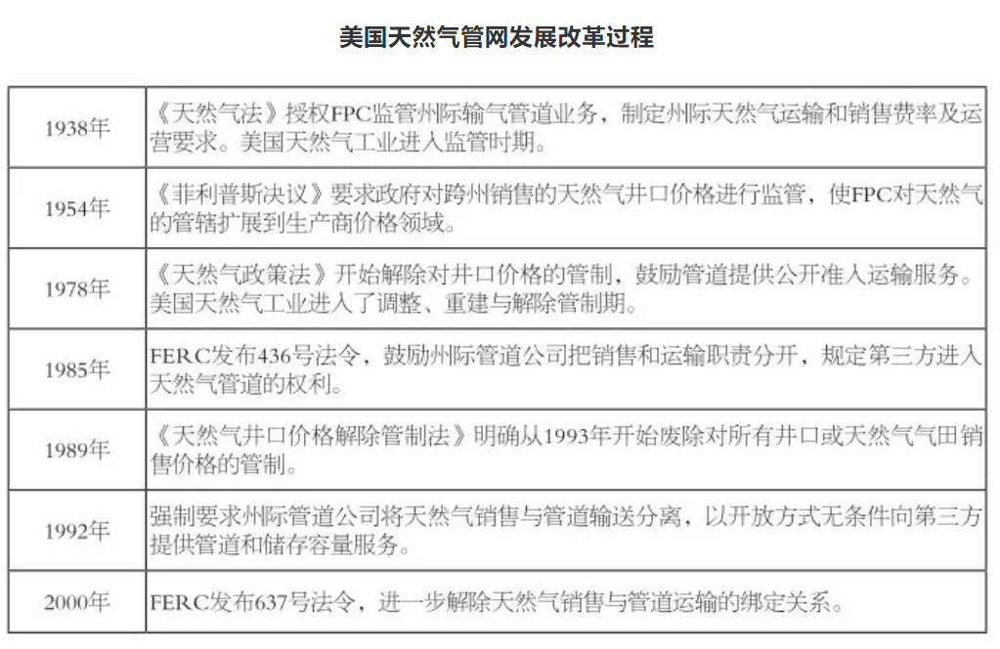 美国天然气管网发展改革过程
1938年
《天然气法》授权FPC监管州际输气管道业务，制定州际天然气运输和销售费率及运
营要求。美国天然气工业进入监管时期。
1954年
《菲利普斯决议》要求政府对跨州销售的天然气井口价格进行监管，使FPC对天然气
的管辖扩展到生产商价格领域。
1978年
《天然气政策法》开始解除对井口价格的管制，鼓励管道提供公开准入运输服务。
美国天然气工业进入了调整、重建与解除管制期。
1985年
FERC发布436号法令，鼓励州际管道公司把销售和运输职责分开，规定第三方进入
天然气管道的权利。
1989年
《天然气井口价格解除管制法》明确从1993年开始废除对所有井口或天然气气田销
售价格的管制。
1992年
强制要求州际管道公司将天然气销售与管道输送分离，以开放方式无条件向第三方
提供管道和储存容量服务。
2000年
FERC发布637号法令，进一步解除天然气销售与管道运输的绑定关系。